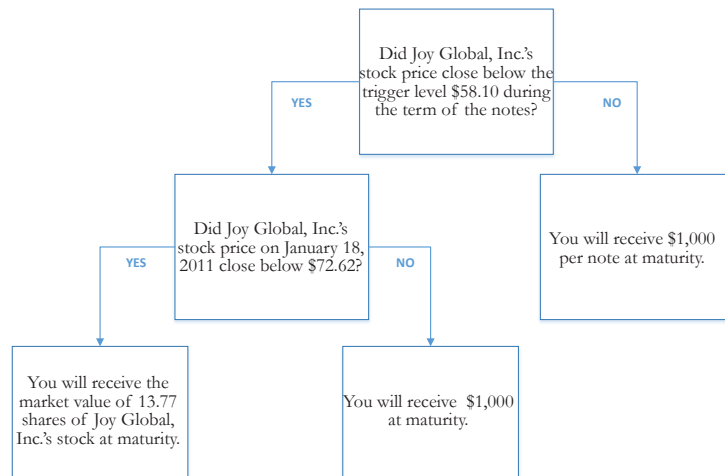 Did Joy Global, Inc.'s
stock price close below the
trigger level $58.10 during
the term of the notes?
YES
NO
Did Joy Global, Inc.'s
stock price on January 18,
2011 close below $72.62?
You will receive $1,000
per note at maturity.
YES
NO
You will receive the
market value of 13.77
shares of Joy Global,
Inc.'s stock at maturity.
You will receive $1,000
at maturity.